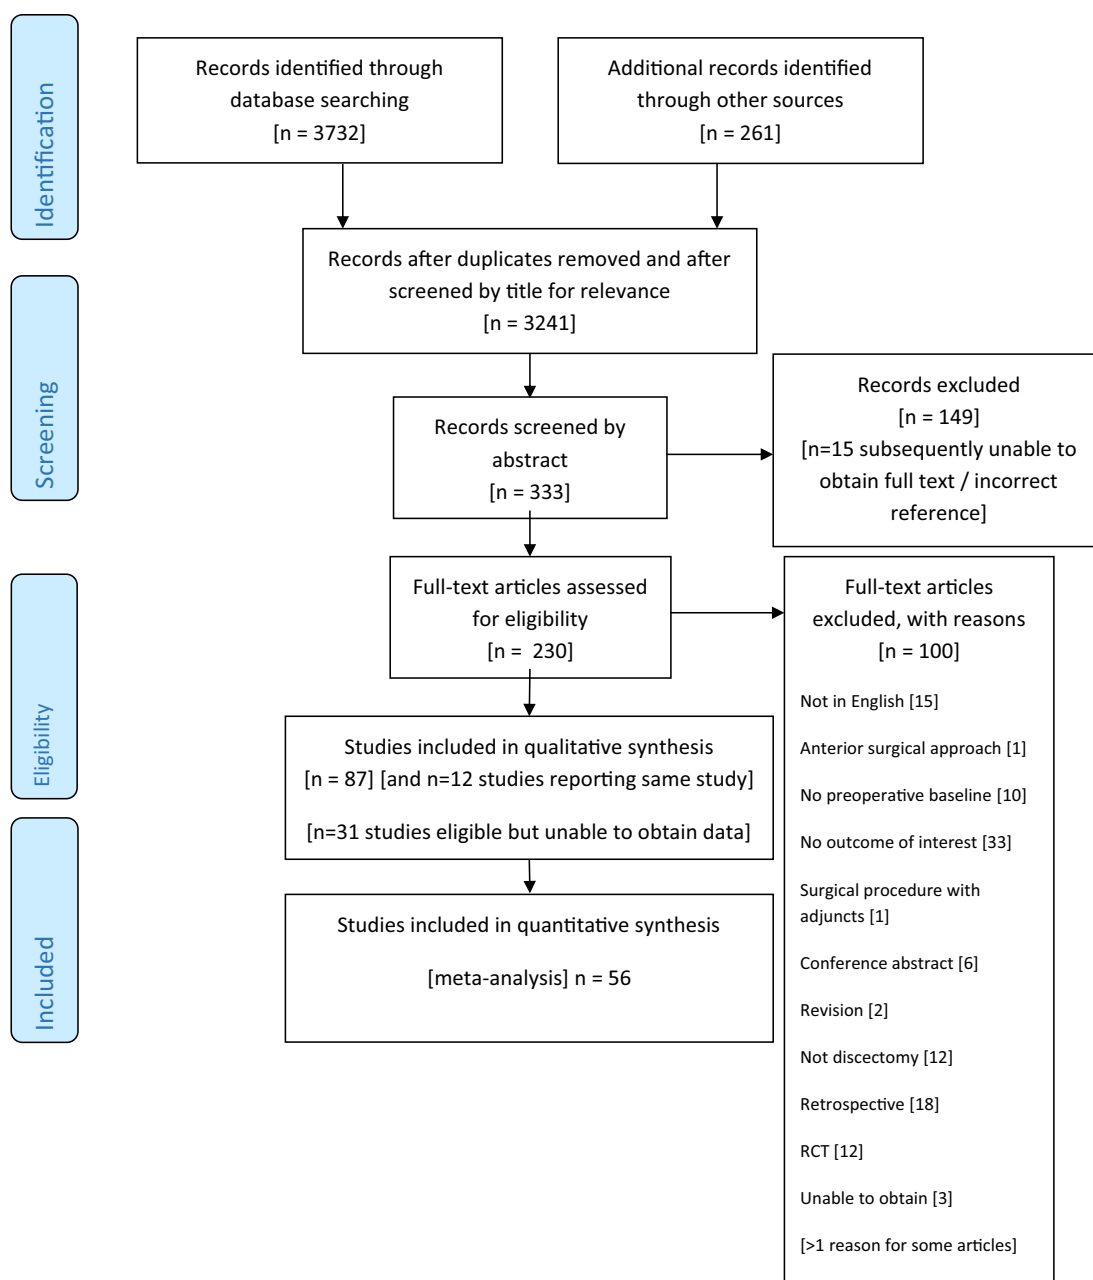 Identification
Records identified through
database searching
[n = 3732]
Additional records identified
through other sources
[n = 261]
Records after duplicates removed and after
screened by title for relevance
[n = 3241]
Screening
Records screened by
abstract
[n = 333]
Records excluded
[n = 149]
[n=15 subsequently unable to
obtain full text / incorrect
reference]
Eligibility
Full-text articles assessed
for eligibility
[n = 230]
Full-text articles
excluded, with reasons
[n = 100]
Not in English [15]
Anterior surgical approach [1]
No preoperative baseline [10]
No outcome of interest [33]
Surgical procedure with
adjuncts [1]
Conference abstract [6]
Revision [2]
Not discectomy [12]
Retrospective [18]
RCT [12]
Unable to obtain [3]
[>1 reason for some articles]
Studies included in qualitative synthesis
[n = 87] [and n=12 studies reporting same study]
[n=31 studies eligible but unable to obtain data]
Included
Studies included in quantitative synthesis
[meta-analysis] n = 56